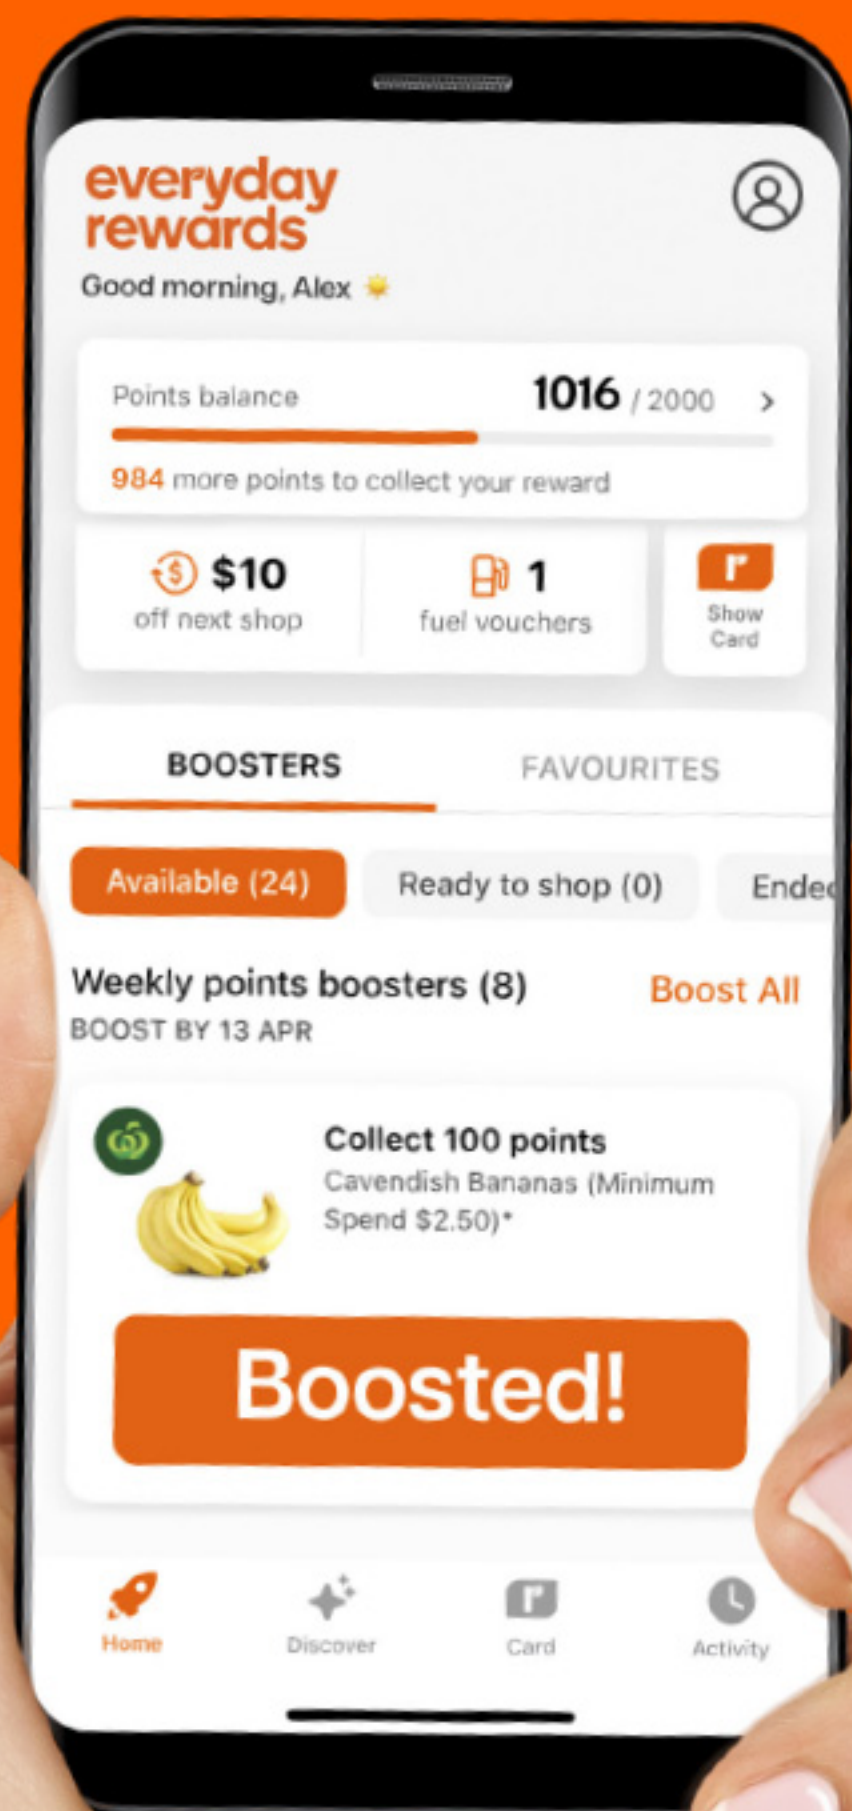 everyday
rewards
Good morning, Alex
Points balance
1016 / 2000
984 more points to collect your reward
$10
off next shop
1
fuel vouchers
Show
Card
BOOSTERS
FAVOURITES
Available (24)
Ready to shop (0)
Ended
Weekly points boosters (8)
Boost All
BOOST BY 13 APR
Collect 100 points
Cavendish Bananas (Minimum
Spend $2.50)*
Boosted!
Home
Discover
Card
Activity